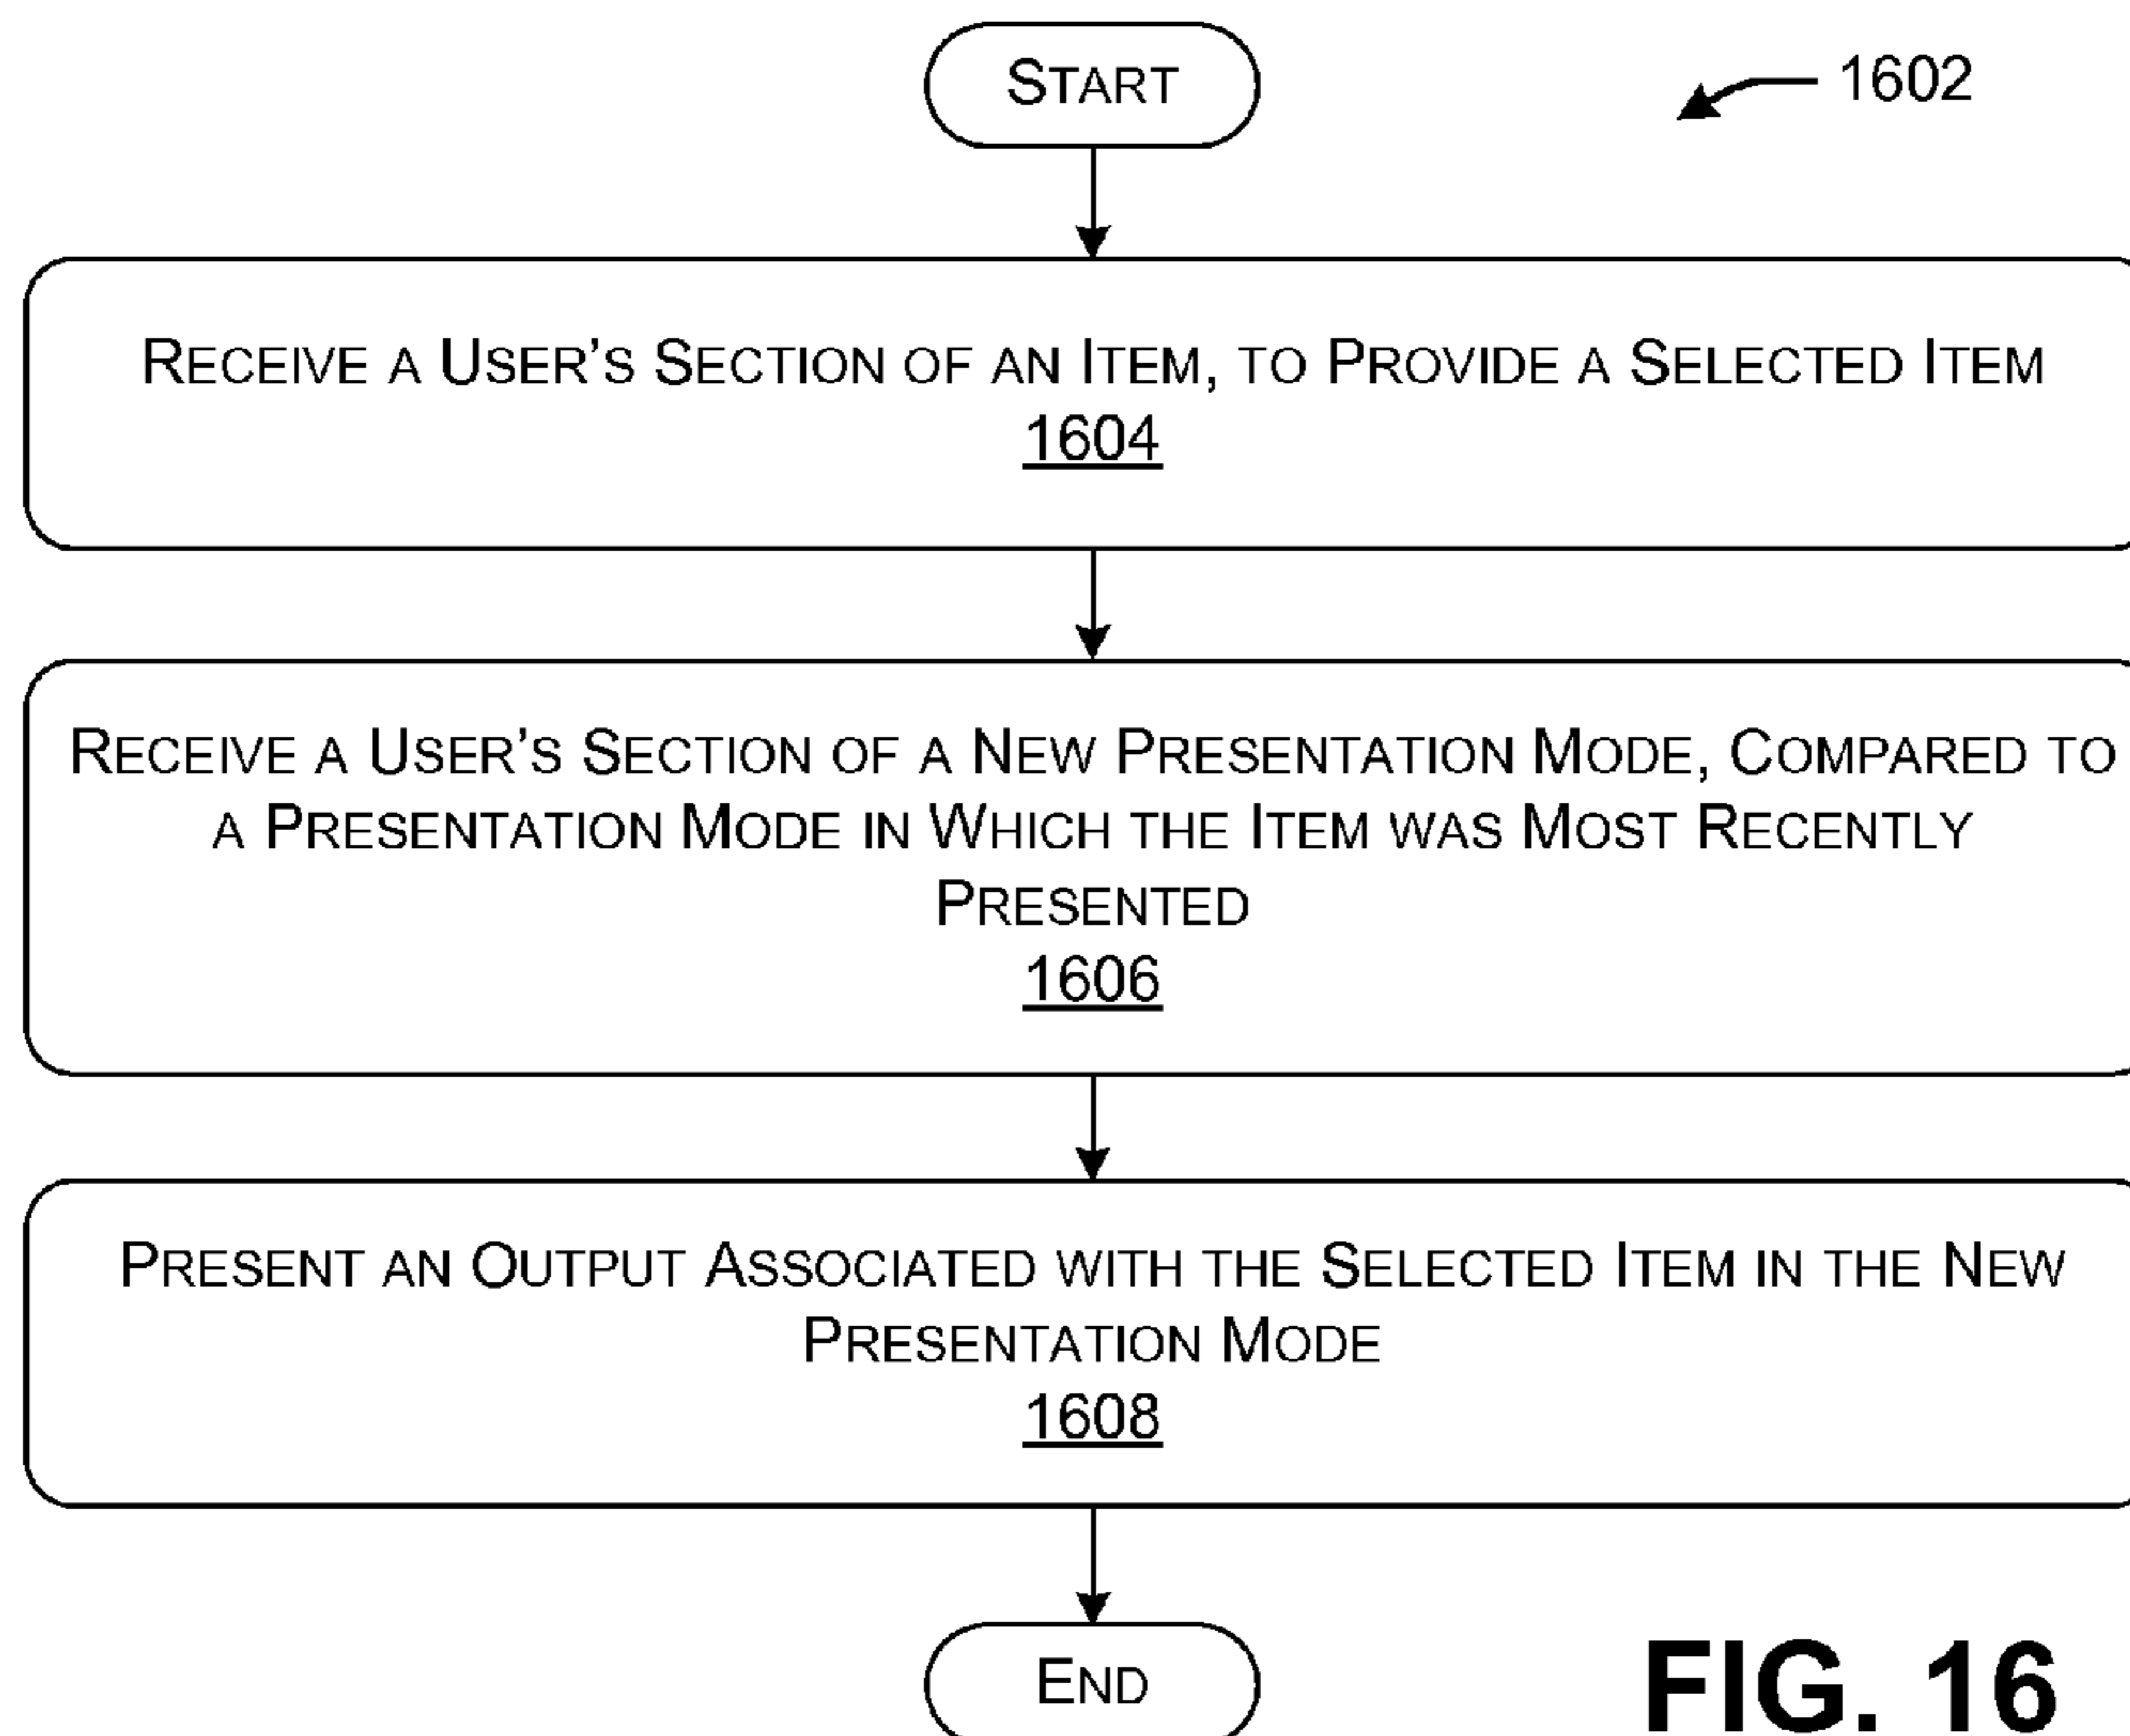 START
1602
RECEIVE A USER'S SECTION OF AN ITEM, TO PROVIDE A SELECTED ITEM
1604
RECEIVE A USER'S SECTION OF A NEW PRESENTATION MODE, COMPARED TO
A PRESENTATION MODE IN WHICH THE ITEM WAS MOST RECENTLY
PRESENTED
1606
PRESENT AN OUTPUT ASSOCIATED WITH THE SELECTED ITEM IN THE NEW
PRESENTATION MODE
1608
END
FIG. 16